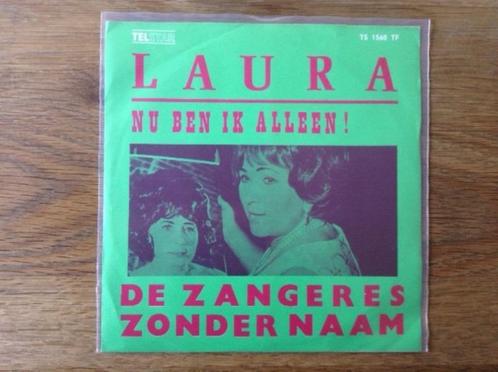 TELSTAR
TS 1560 TF
LAURA
NU BEN IK ALLEEN!
DE ZANGERES
ZONDER NAAM